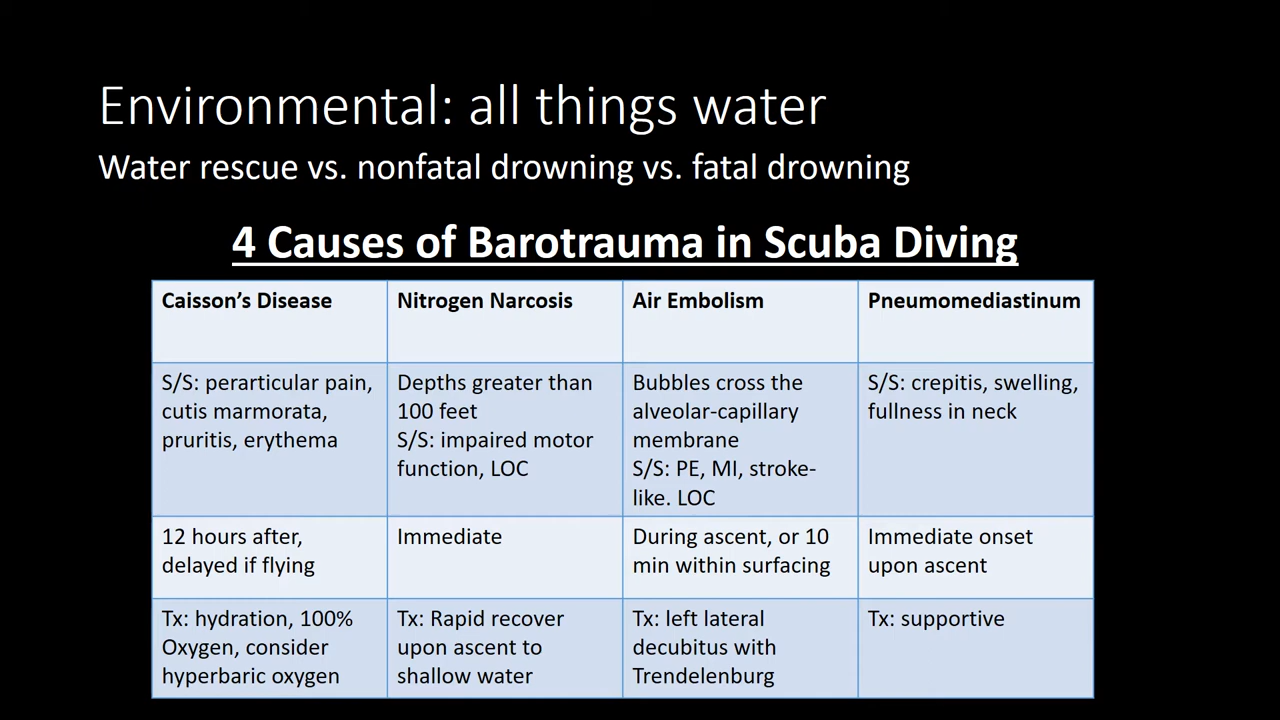 Environmental: all things water
Water rescue vs. nonfatal drowning vs. fatal drowning
4 Causes of Barotrauma in Scuba Diving
Caisson's Disease
Nitrogen Narcosis
Air Embolism
Pneumomediastinum
S/S: perarticular pain,
cutis marmorata,
pruritis, erythema
Depths greater than
100 feet
S/S: impaired motor
function, LOC
Bubbles cross the
alveolar-capillary
membrane
S/S: PE, MI, stroke-
like. LOC
S/S: crepitis, swelling,
fullness in neck
12 hours after,
delayed if flying
Immediate
During ascent, or 10
min within surfacing
Immediate onset
upon ascent
Tx: hydration, 100%
Oxygen, consider
hyperbaric oxygen
Tx: Rapid recover
upon ascent to
shallow water
Tx: left lateral
decubitus with
Trendelenburg
Tx: supportive